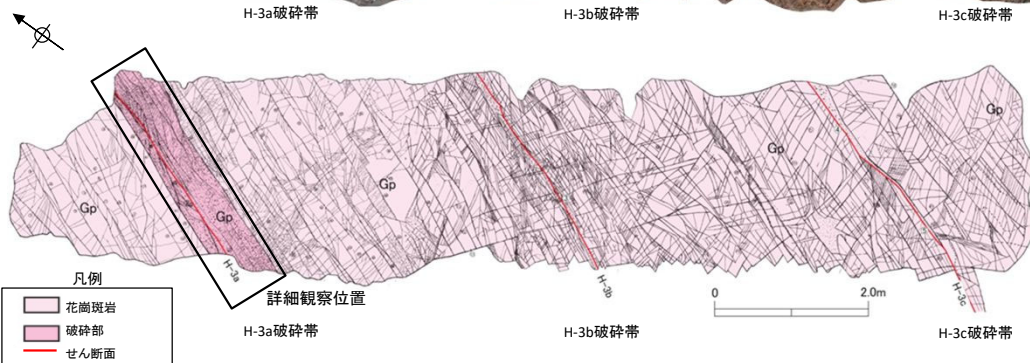 H-3a破砕帯 H-3b破砕帯 H-3c破砕帯
Gp Gp Gp Gp Gp
H-3a H-3b H-3c
詳細観察位置
0 2.0m
凡例
花崗斑岩
破砕部
せん断面
H-3a破砕帯 H-3b破砕帯 H-3c破砕帯